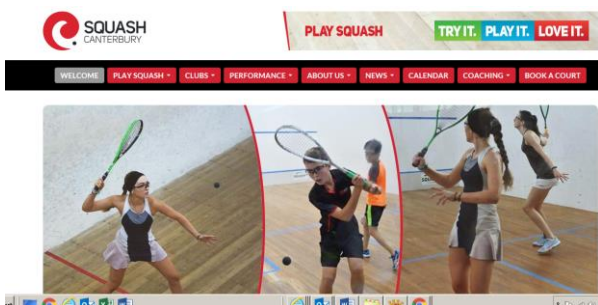 SQUASH
CANTERBURY
PLAY SQUASH
TRY IT. PLAY IT. LOVE IT.
WELCOME PLAY SQUASH CLUBS PERFORMANCE ABOUT US NEWS CALENDAR COACHING BOOK A COURT